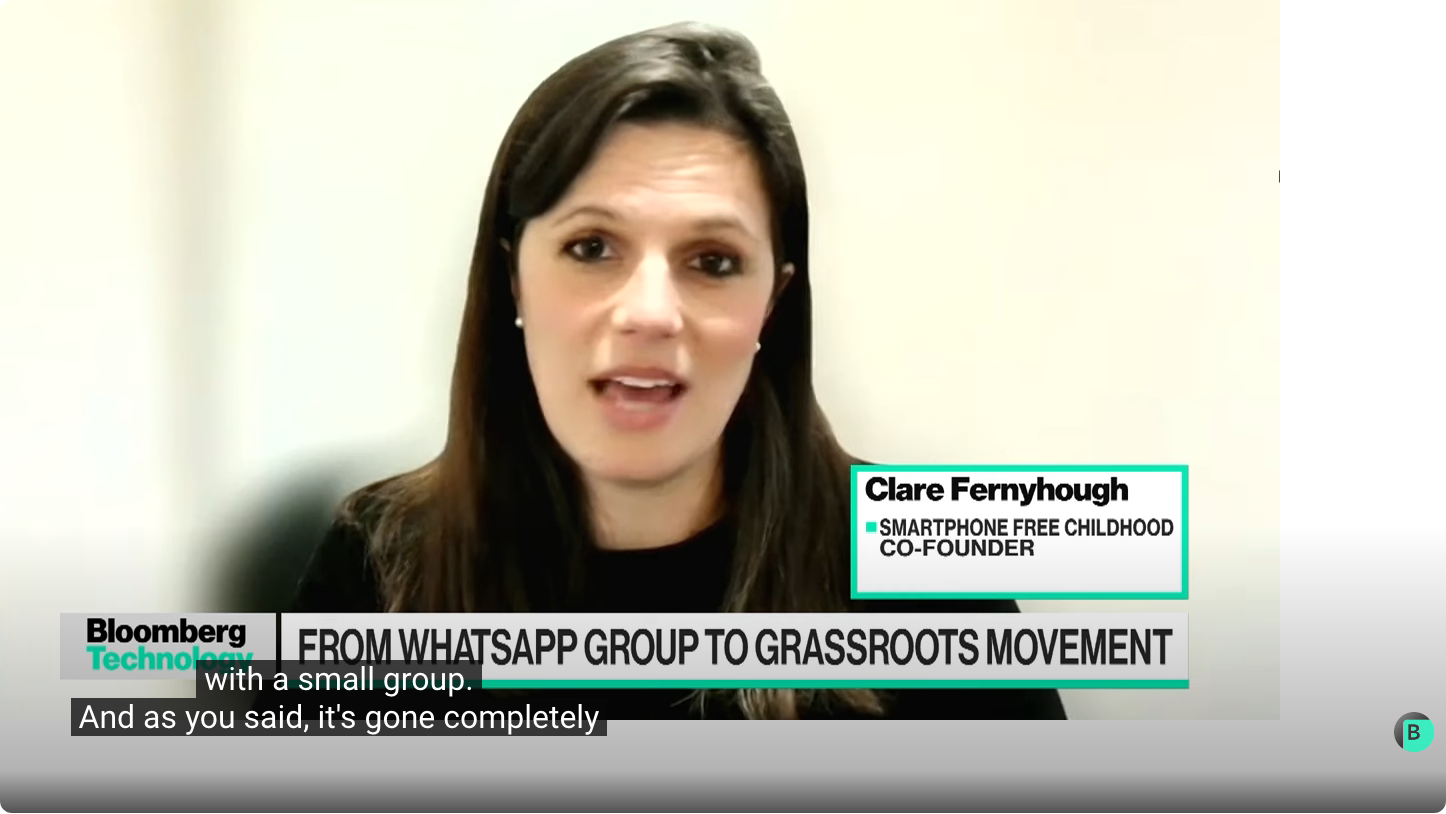 Clare Fernyhough
SMARTPHONE FREE CHILDHOOD
CO-FOUNDER
Bloomberg
Technology
FROM WHATSAPP GROUP TO GRASSROOTS MOVEMENT
with a small group.
And as you said, it's gone completely
B